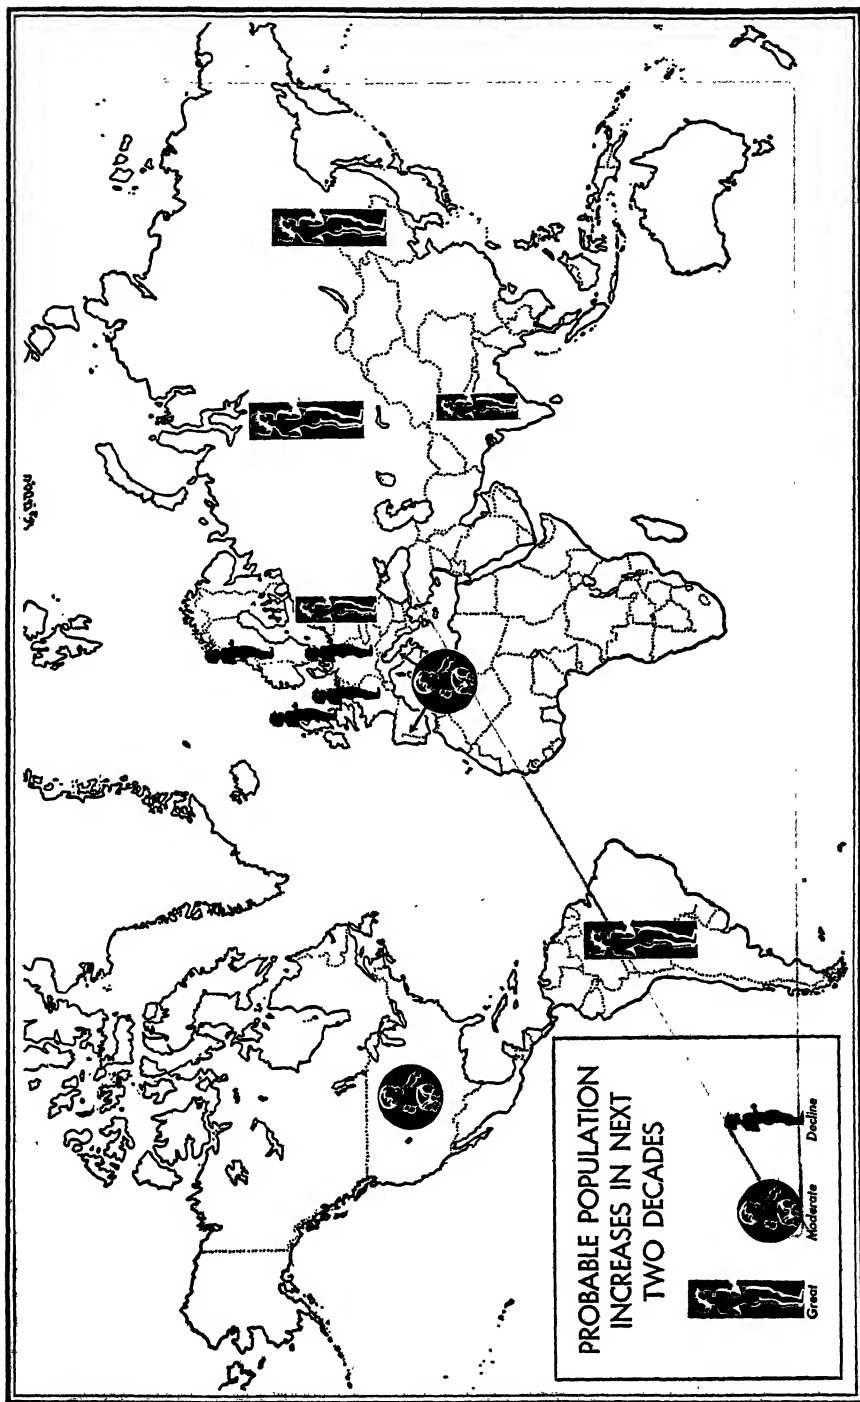 PROBABLE POPULATION
INCREASES IN NEXT
TWO DECADES
Great
Moderate
Decline